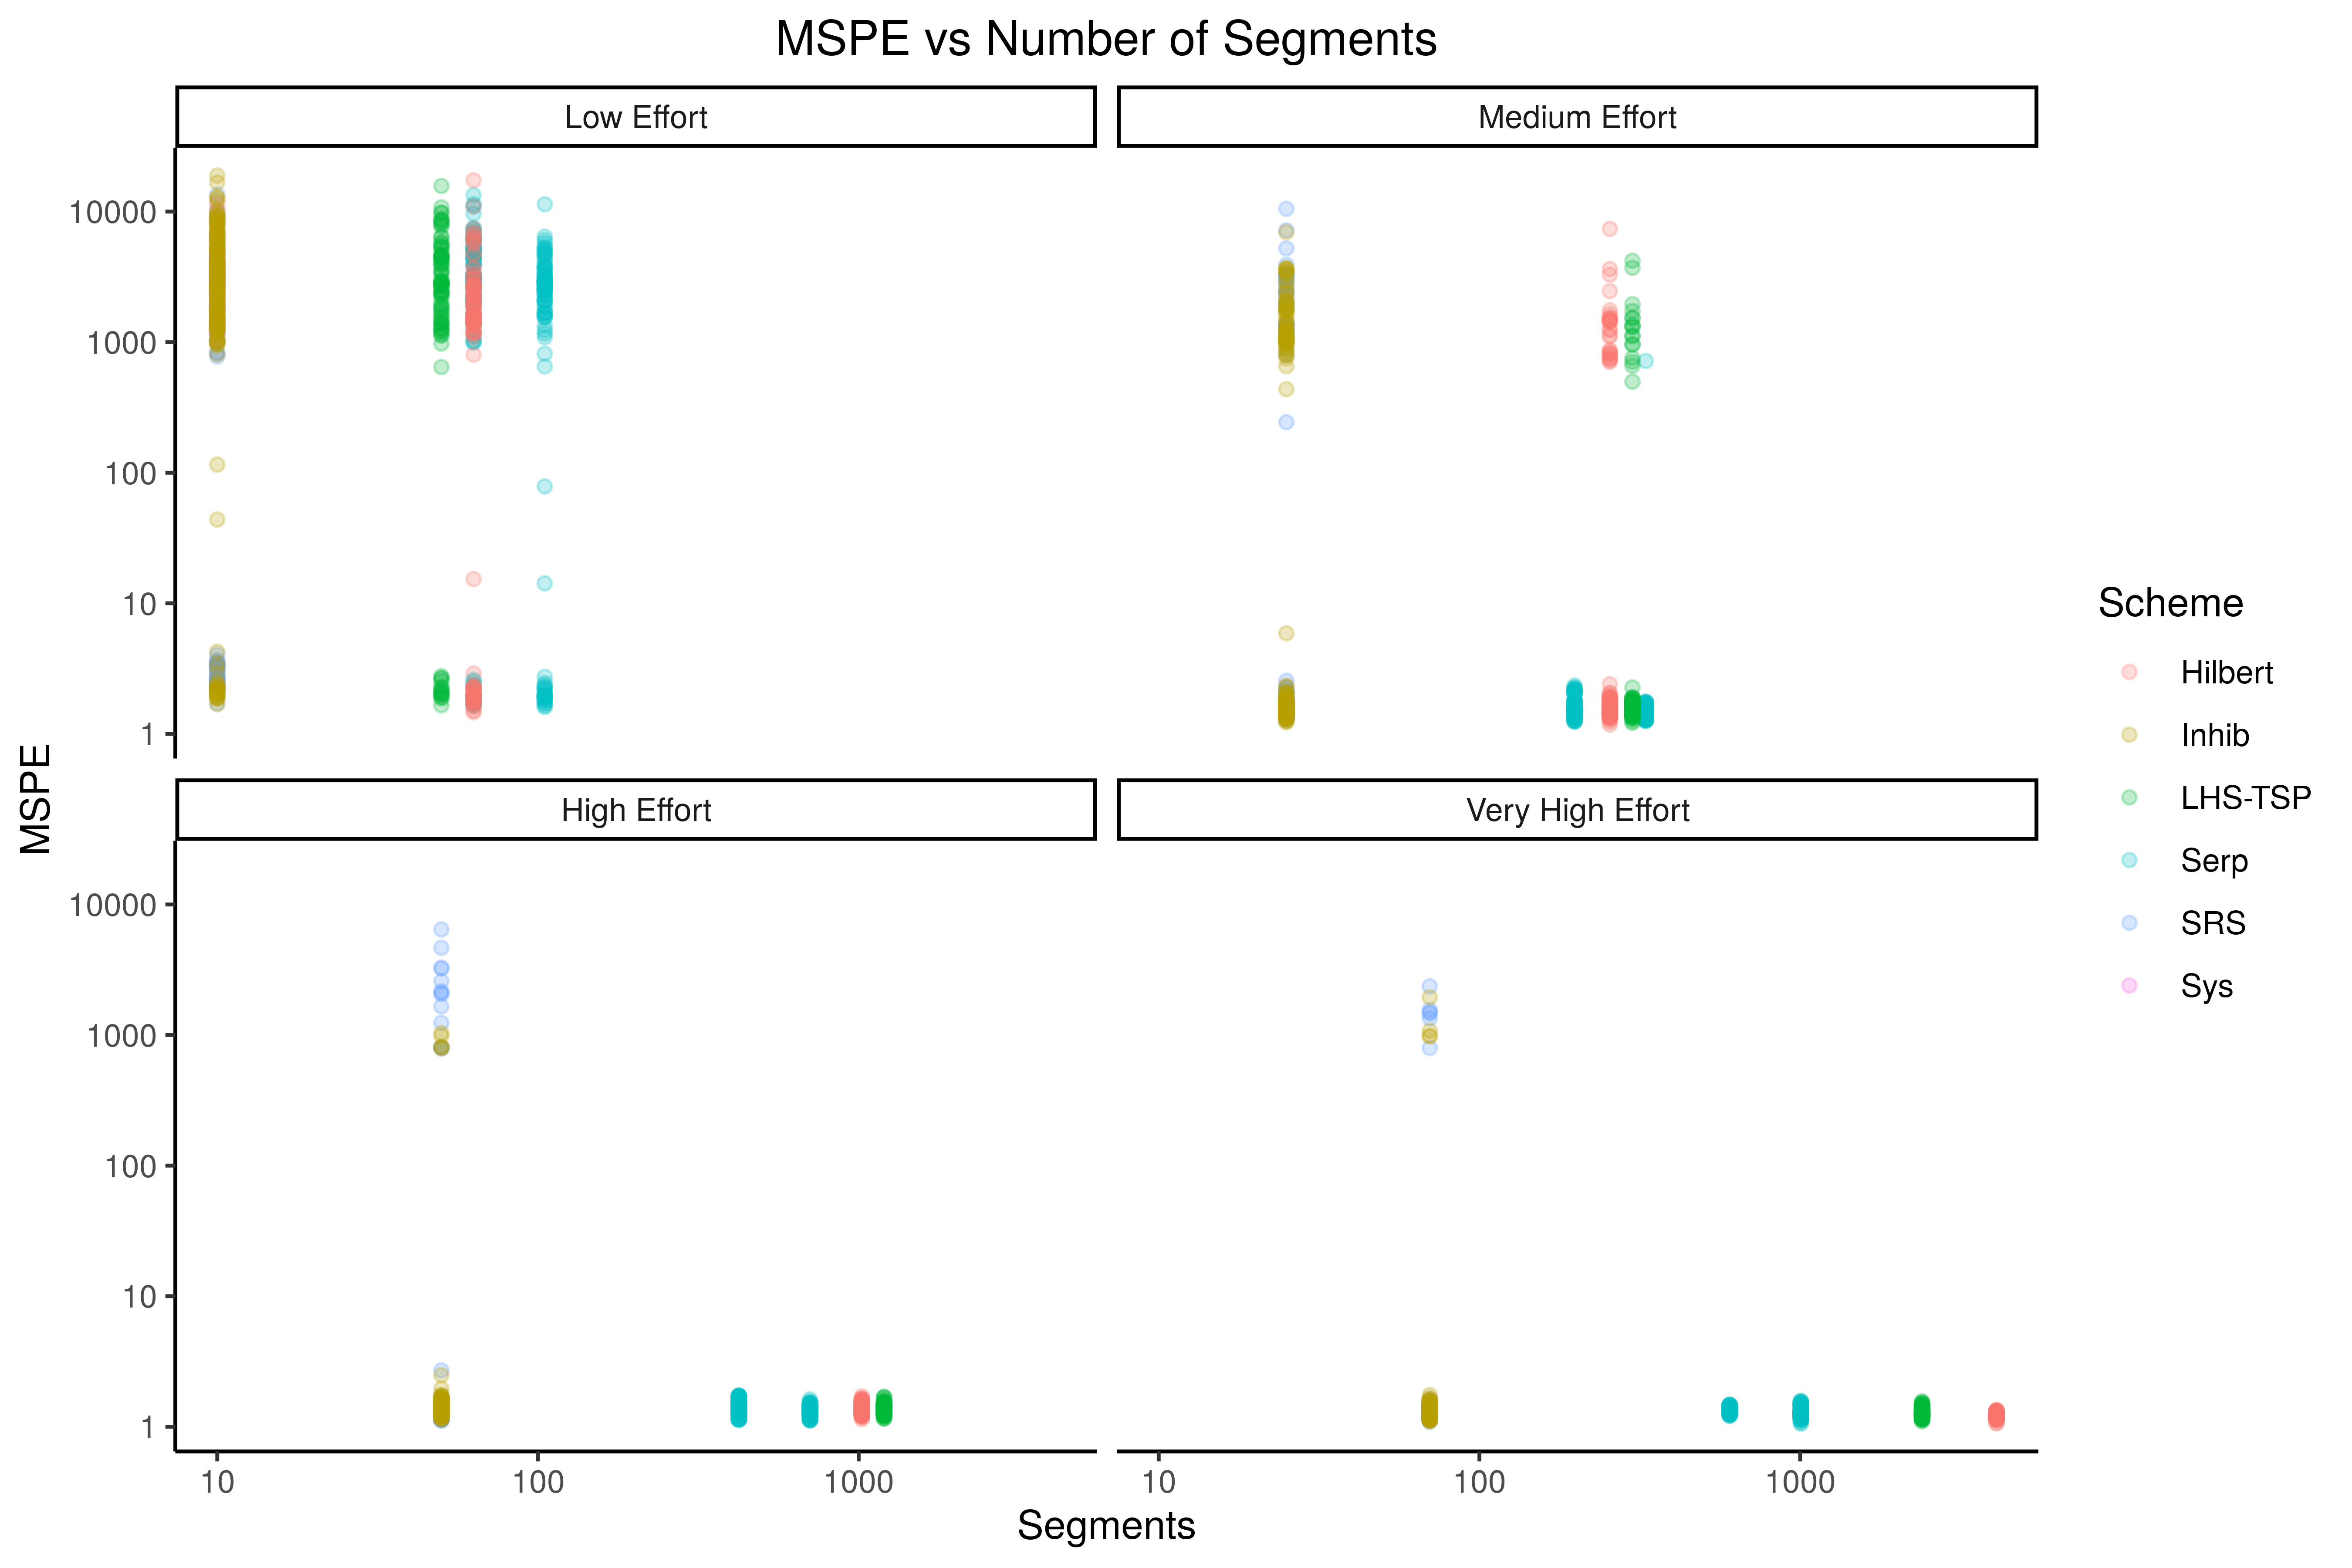 MSPE vs Number of Segments
Low Effort
Medium Effort
10000
1000
100
10
1
High Effort
Very High Effort
10000
1000
100
10
1
10
100
1000
10
100
1000
MSPE
Segments
Scheme
Hilbert
Inhib
LHS-TSP
Serp
SRS
Sys